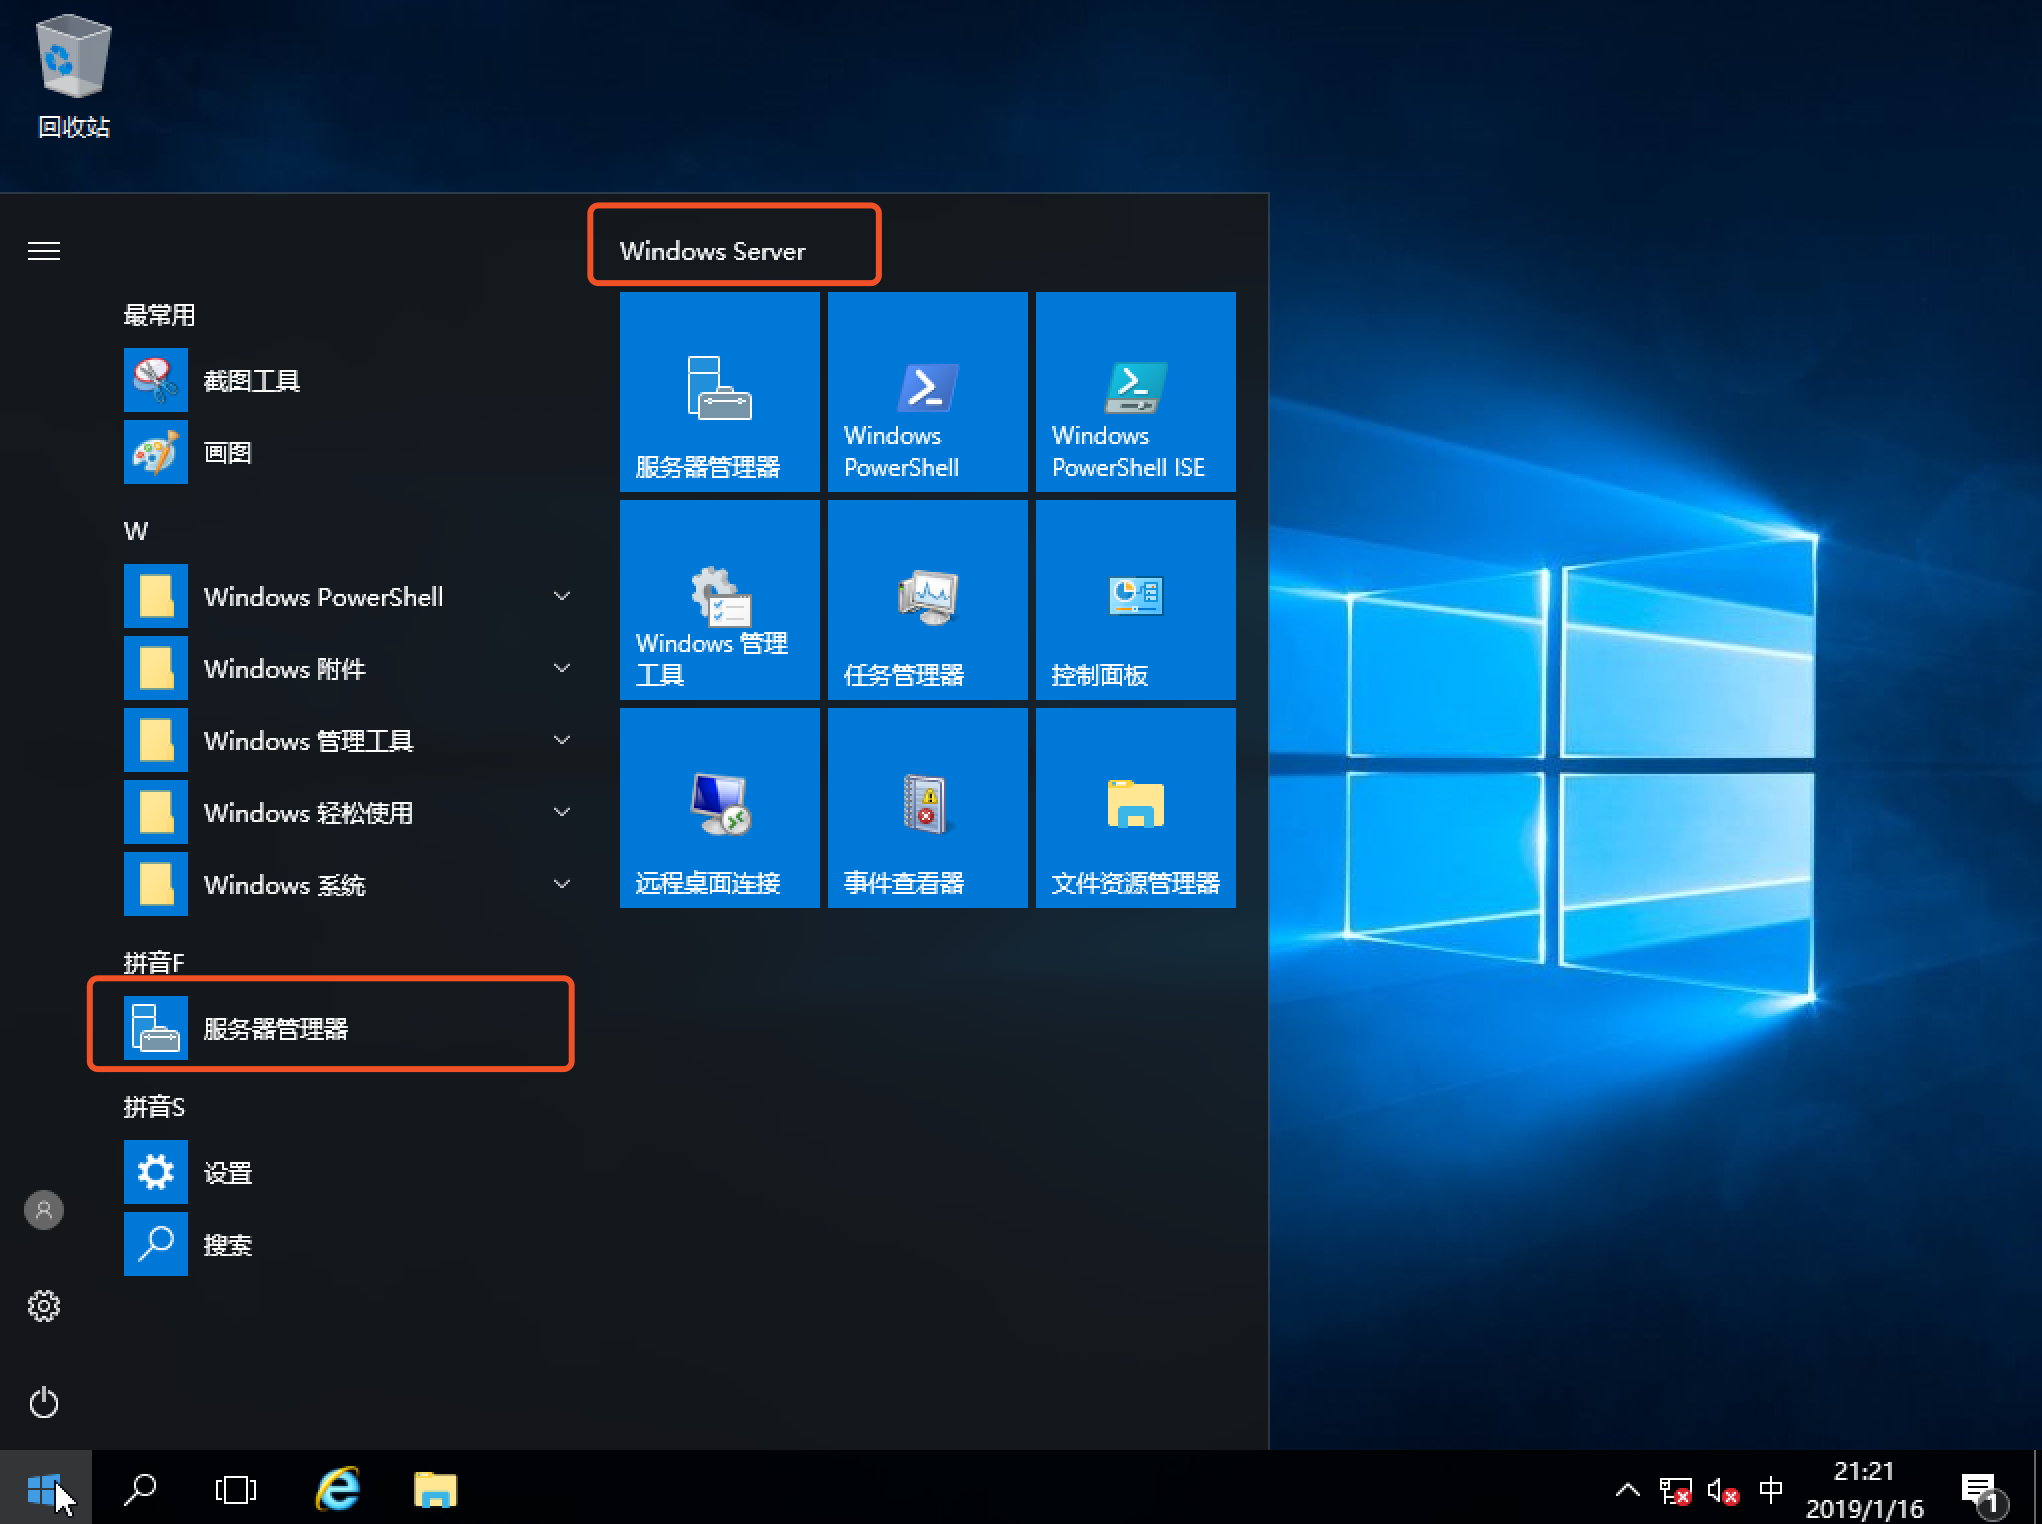 回收站
Windows Server
最常用
截图工具
画图
W
Windows PowerShell
Windows 附件
Windows 管理工具
Windows 轻松使用
Windows 系统
拼音F
服务器管理器
拼音S
设置
搜索
服务器管理器
Windows
PowerShell
Windows
PowerShell ISE
Windows 管理
工具
任务管理器
控制面板
远程桌面连接
事件查看器
文件资源管理器
中
21:21
2019/1/16
1